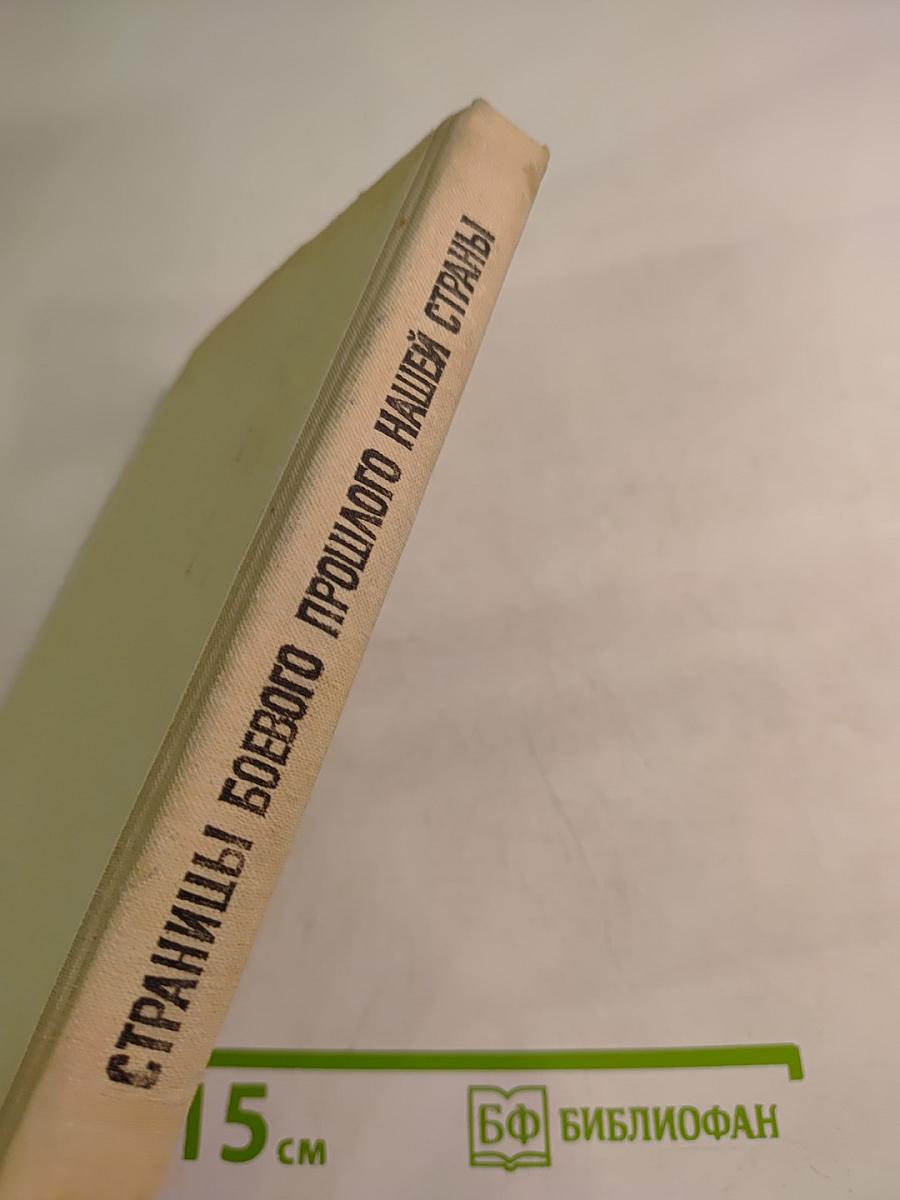 СТРАНИЦЫ БОЕВОГО ПРОШЛОГО НАШЕЙ СТРАНЫ
15 см
БФ БИБЛИОФАН